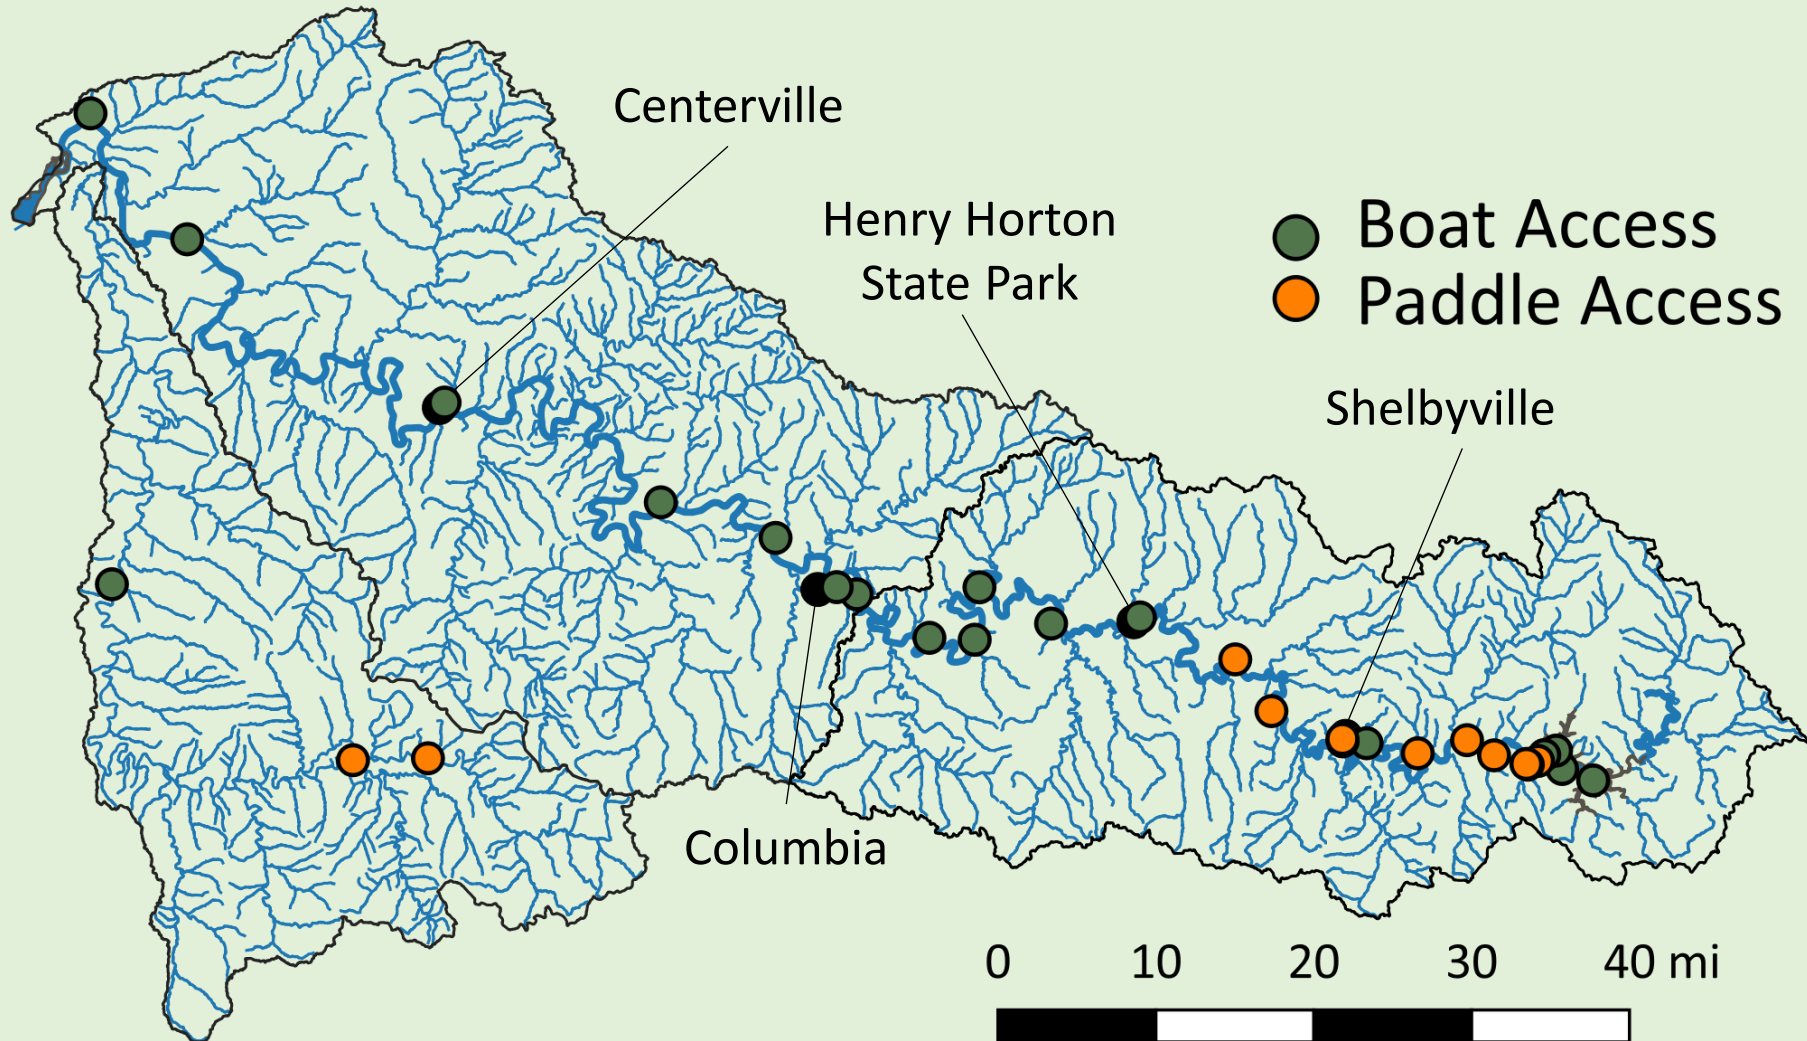 Centerville
Henry Horton
State Park
Boat Access
Paddle Access
Shelbyville
Columbia
0 10 20 30 40 mi